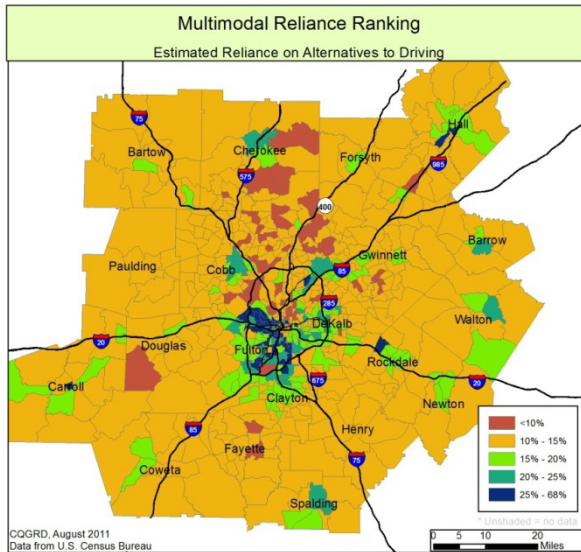 Multimodal Reliance Ranking
Estimated Reliance on Alternatives to Driving
75
Hall
Bartow
Cherokee
Forsyth
985
575
400
Barrow
Gwinnett
Paulding
Cobb
85
285
DeKalb
Walton
20
Douglas
Fulton
Rockdale
Carroll
675
20
Clayton
Newton
85
Henry
Fayette
75
Coweta
Spalding
<10%
10% - 15%
15% - 20%
20% - 25%
25% - 68%
* Unshaded = no data
CQGRD, August 2011
Data from U.S. Census Bureau
0 5 10 20
Miles